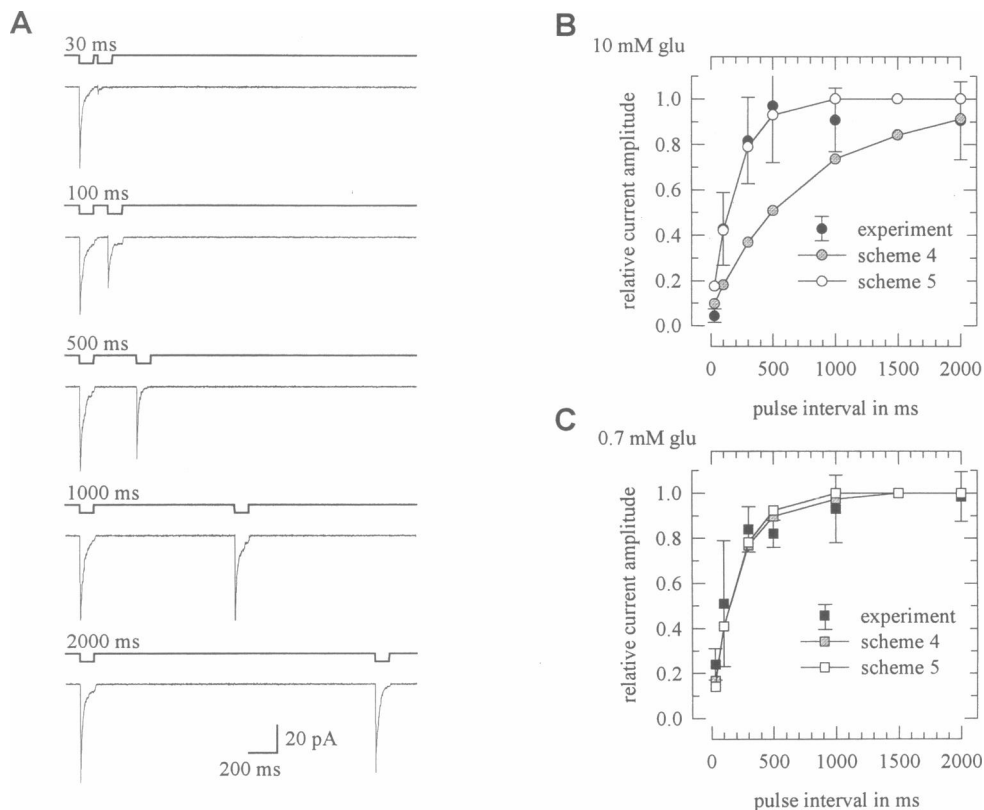 A
30 ms
100 ms
500 ms
1000 ms
2000 ms
20 pA
200 ms
B
10 mM glu
relative current amplitude
1.0
0.8
0.6
0.4
0.2
0.0
experiment
scheme 4
scheme 5
0 500 1000 1500 2000
pulse interval in ms
C
0.7 mM glu
relative current amplitude
1.0
0.8
0.6
0.4
0.2
0.0
experiment
scheme 4
scheme 5
0 500 1000 1500 2000
pulse interval in ms